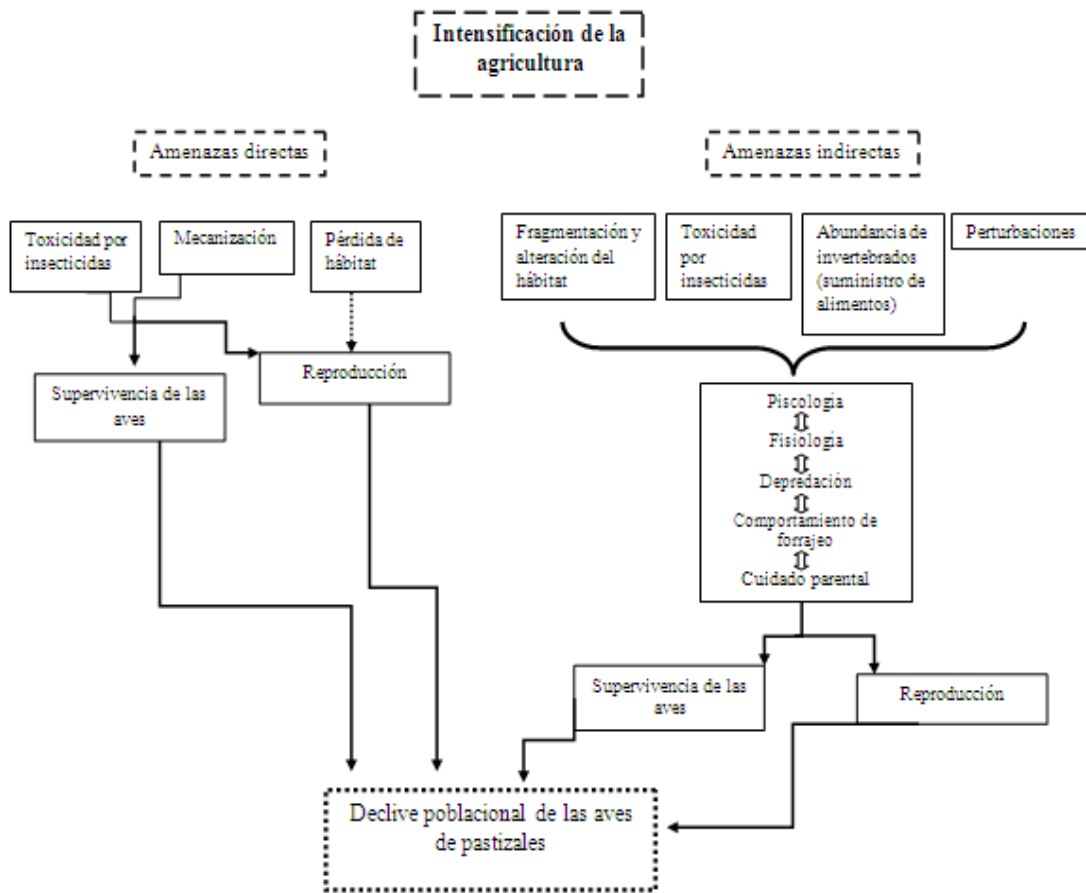 Intensificación de la
agricultura
Amenazas directas
Amenazas indirectas
Toxicidad por
insecticidas
Mecanización
Pérdida de
hábitat
Fragmentación y
alteración del
hábitat
Toxicidad
por
insecticidas
Abundancia de
invertebrados
(suministro de
alimentos)
Perturbaciones
Supervivencia de las
aves
Reproducción
Piscología
Fisiología
Depredación
Comportamiento de
forrajeo
Cuidado parental
Supervivencia de las
aves
Reproducción
Declive poblacional de las aves
de pastizales